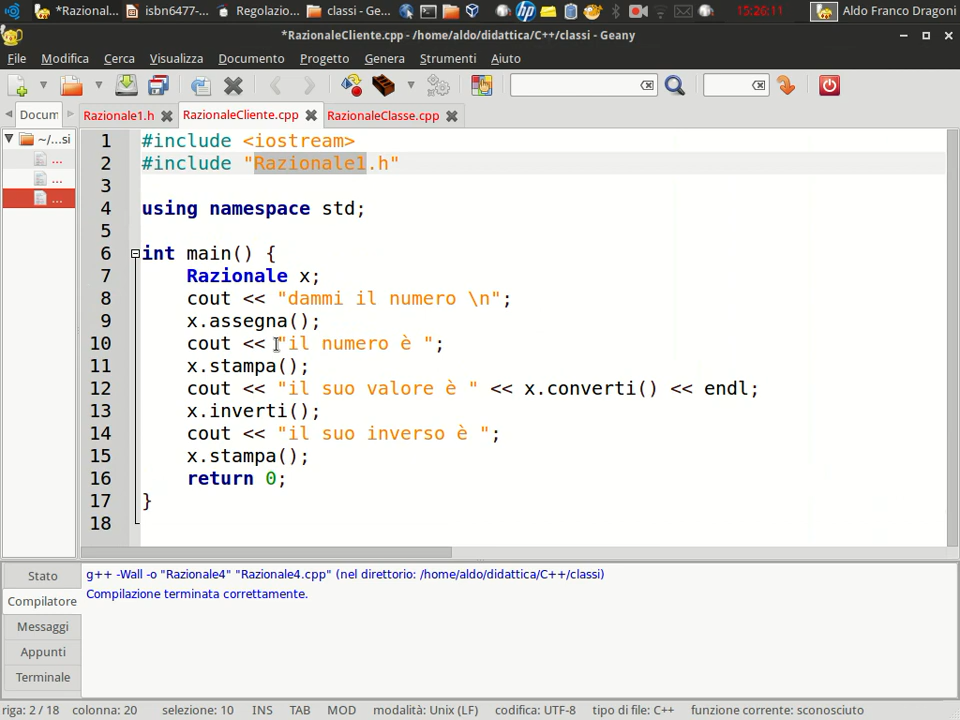 *Razional...
isbn6477-...
Regolazio...
classi - Ge...
15:26:11
Aldo Franco Dragoni
*RazionaleCliente.cpp - /home/aldo/didattica/C++/classi - Geany
File Modifica Cerca Visualizza Documento Progetto Genera Strumenti Aiuto
Docum Razionale1.h RazionaleCliente.cpp RazionaleClasse.cpp
~/...si
...
...
...
1 #include <iostream>
2 #include "Razionale1.h"
3
4 using namespace std;
5
6 int main() {
7 Razionale x;
8 cout << "dammi il numero \n";
9 x.assegna();
10 cout << "il numero è ";
11 x.stampa();
12 cout << "il suo valore è " << x.converti() << endl;
13 x.inverti();
14 cout << "il suo inverso è ";
15 x.stampa();
16 return 0;
17 }
18
Stato
Compilatore
Messaggi
Appunti
Terminale
g++ -Wall -o "Razionale4" "Razionale4.cpp" (nel direttorio: /home/aldo/didattica/C++/classi)
Compilazione terminata correttamente.
riga: 2 / 18 colonna: 20 selezione: 10 INS TAB MOD modalità: Unix (LF) codifica: UTF-8 tipo di file: C++ funzione corrente: sconosciuto